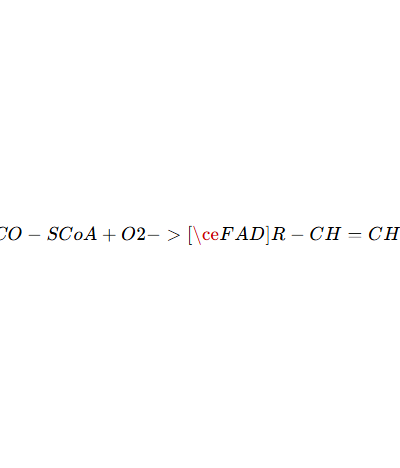 CO − SCoA + O2− > [\ceFAD]R − CH = CH